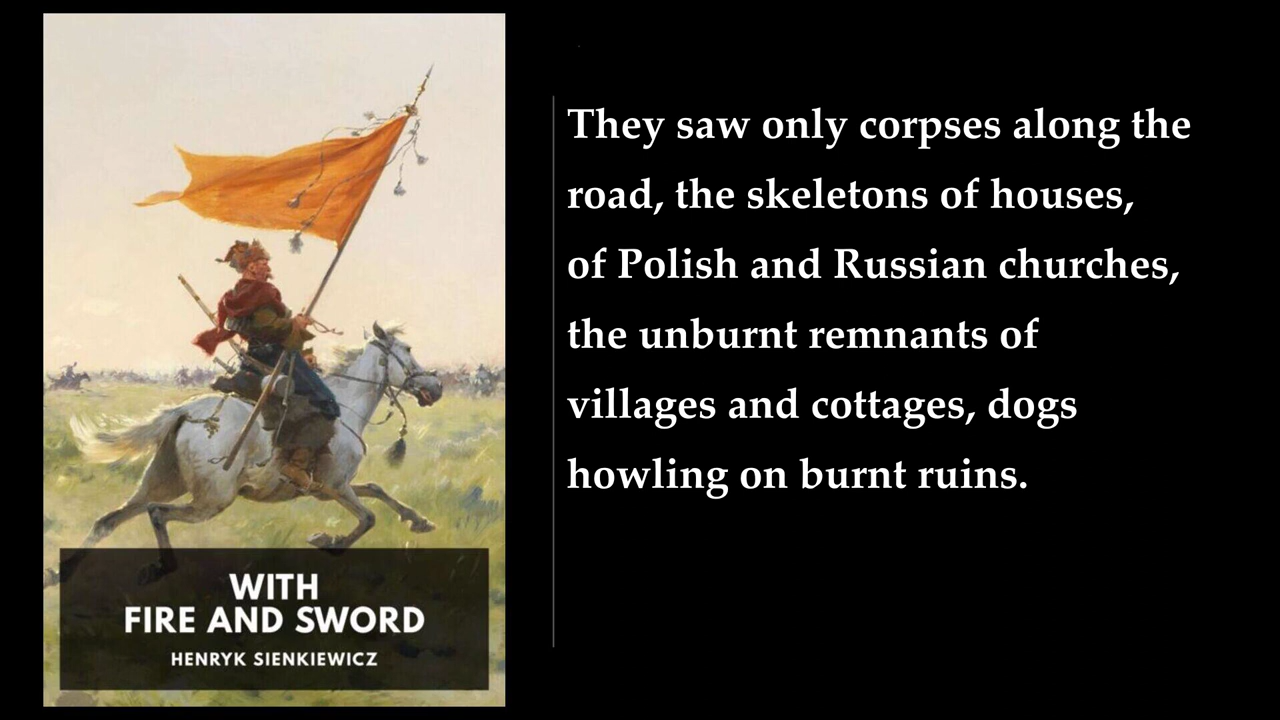 They saw only corpses along the
road, the skeletons of houses,
of Polish and Russian churches,
the unburnt remnants of
villages and cottages, dogs
howling on burnt ruins.
WITH
FIRE AND SWORD
HENRYK SIENKIEWICZ